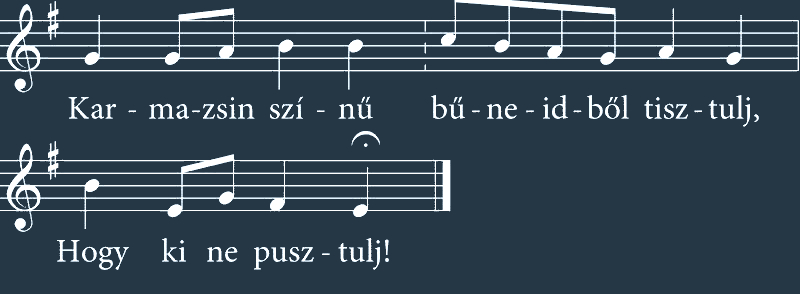 Kar - ma-zsin szí - nű bű - ne - id - ből tisz - tulj,
Hogy ki ne pusz - tulj!